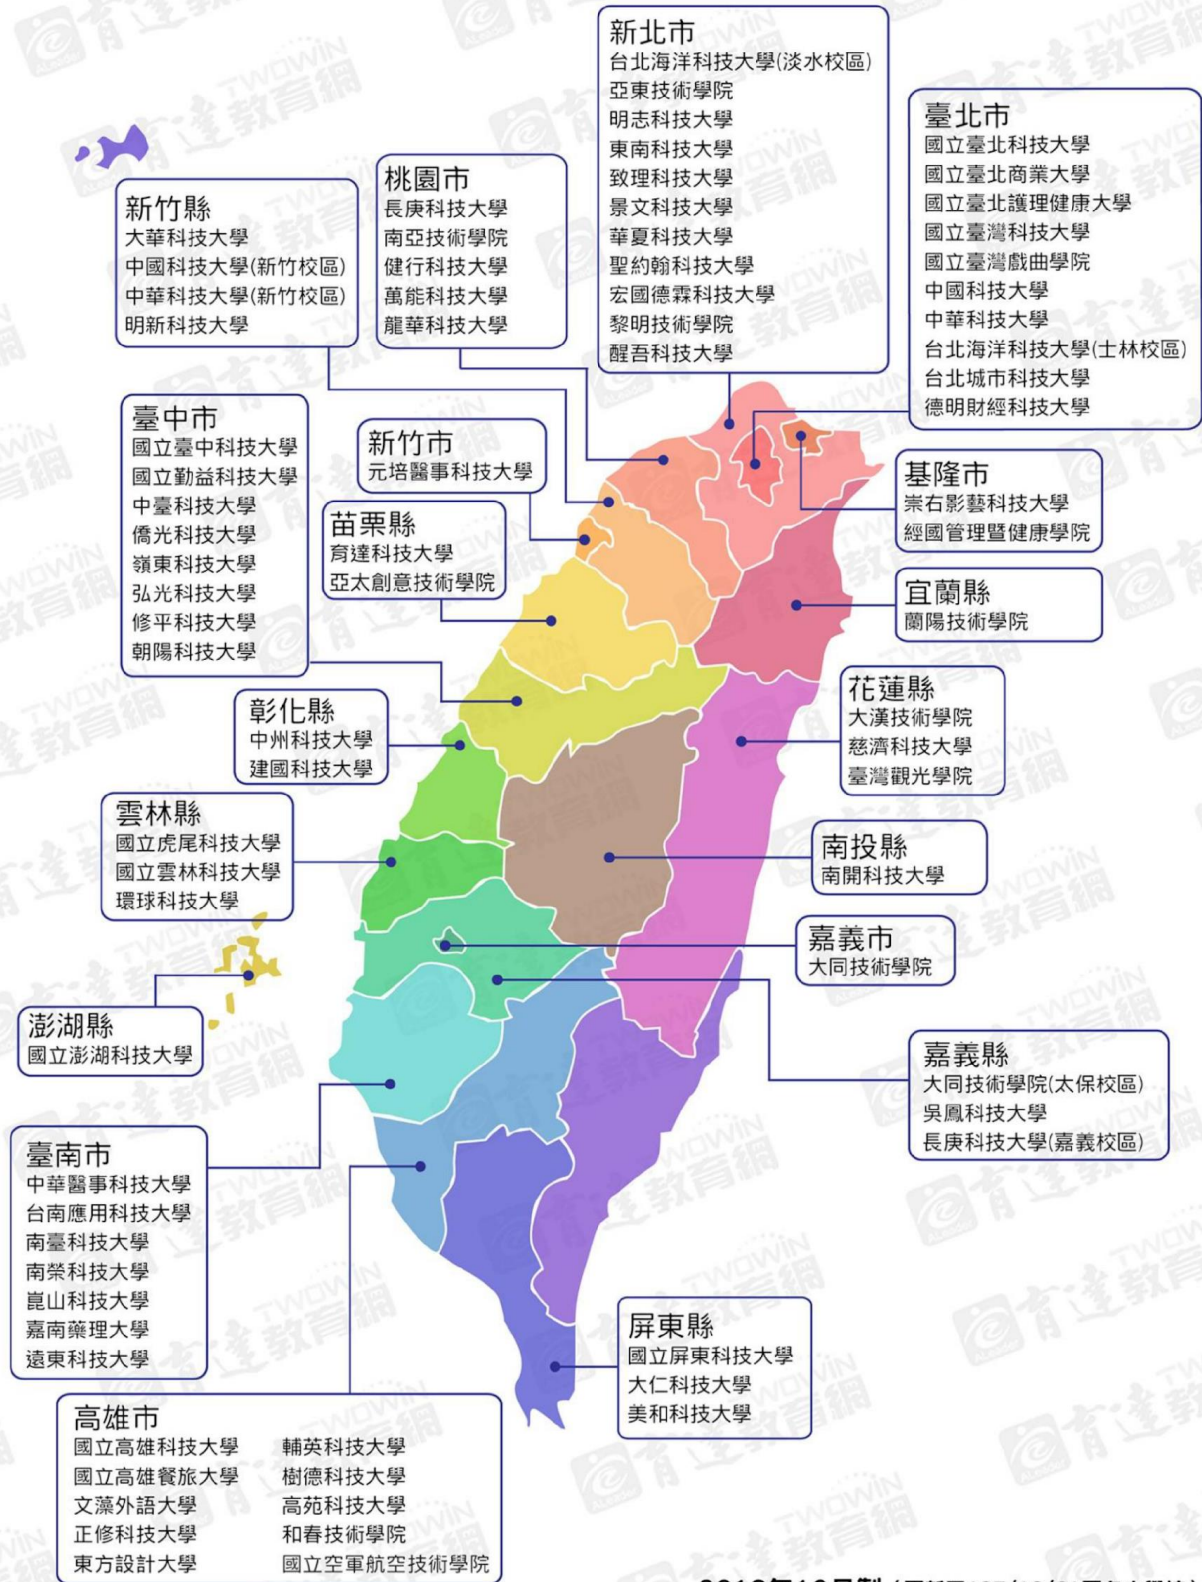 新北市
台北海洋科技大學(淡水校區)
亞東技術學院
明志科技大學
東南科技大學
致理科技大學
景文科技大學
華夏科技大學
聖約翰科技大學
宏國德霖科技大學
黎明技術學院
醒吾科技大學
臺北市
國立臺北科技大學
國立臺北商業大學
國立臺北護理健康大學
國立臺灣科技大學
國立臺灣戲曲學院
中國科技大學
中華科技大學
台北海洋科技大學(士林校區)
台北城市科技大學
德明財經科技大學
桃園市
長庚科技大學
南亞技術學院
健行科技大學
萬能科技大學
龍華科技大學
新竹縣
大華科技大學
中國科技大學(新竹校區)
中華科技大學(新竹校區)
明新科技大學
臺中市
國立臺中科技大學
國立勤益科技大學
中臺科技大學
僑光科技大學
嶺東科技大學
弘光科技大學
修平科技大學
朝陽科技大學
新竹市
元培醫事科技大學
苗栗縣
育達科技大學
亞太創意技術學院
基隆市
崇右影藝科技大學
經國管理暨健康學院
宜蘭縣
蘭陽技術學院
彰化縣
中州科技大學
建國科技大學
花蓮縣
大漢技術學院
慈濟科技大學
臺灣觀光學院
雲林縣
國立虎尾科技大學
國立雲林科技大學
環球科技大學
南投縣
南開科技大學
嘉義市
大同技術學院
澎湖縣
國立澎湖科技大學
嘉義縣
大同技術學院(太保校區)
吳鳳科技大學
長庚科技大學(嘉義校區)
臺南市
中華醫事科技大學
台南應用科技大學
南臺科技大學
南榮科技大學
崑山科技大學
嘉南藥理大學
遠東科技大學
屏東縣
國立屏東科技大學
大仁科技大學
美和科技大學
高雄市
國立高雄科技大學
國立高雄餐旅大學
文藻外語大學
正修科技大學
東方設計大學
輔英科技大學
樹德科技大學
高苑科技大學
和春技術學院
國立空軍航空技術學院
育達教育網
TWOWIN